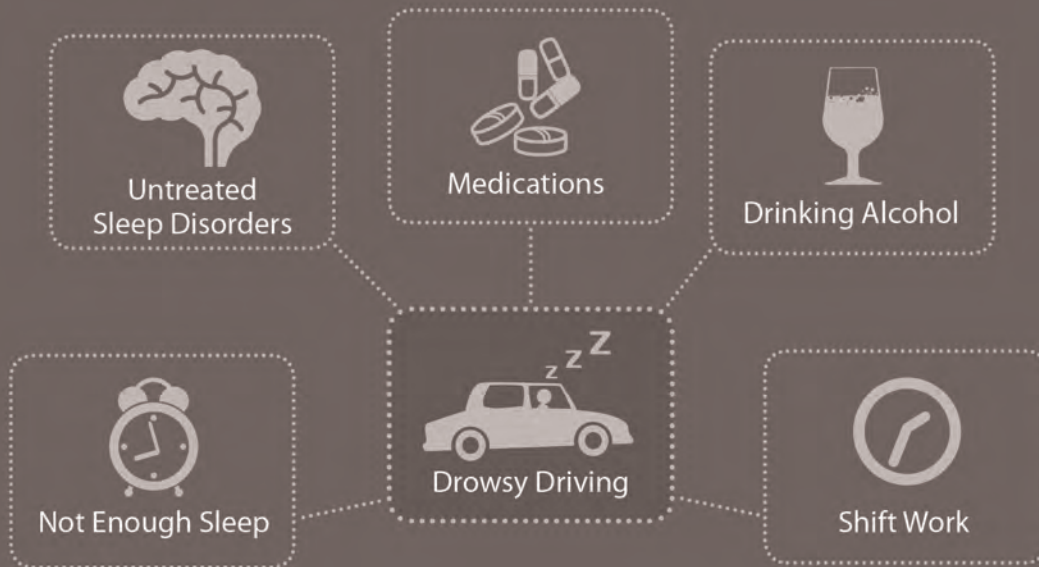 Untreated
Sleep Disorders
Medications
Drinking Alcohol
z z Z
Drowsy Driving
Not Enough Sleep
Shift Work